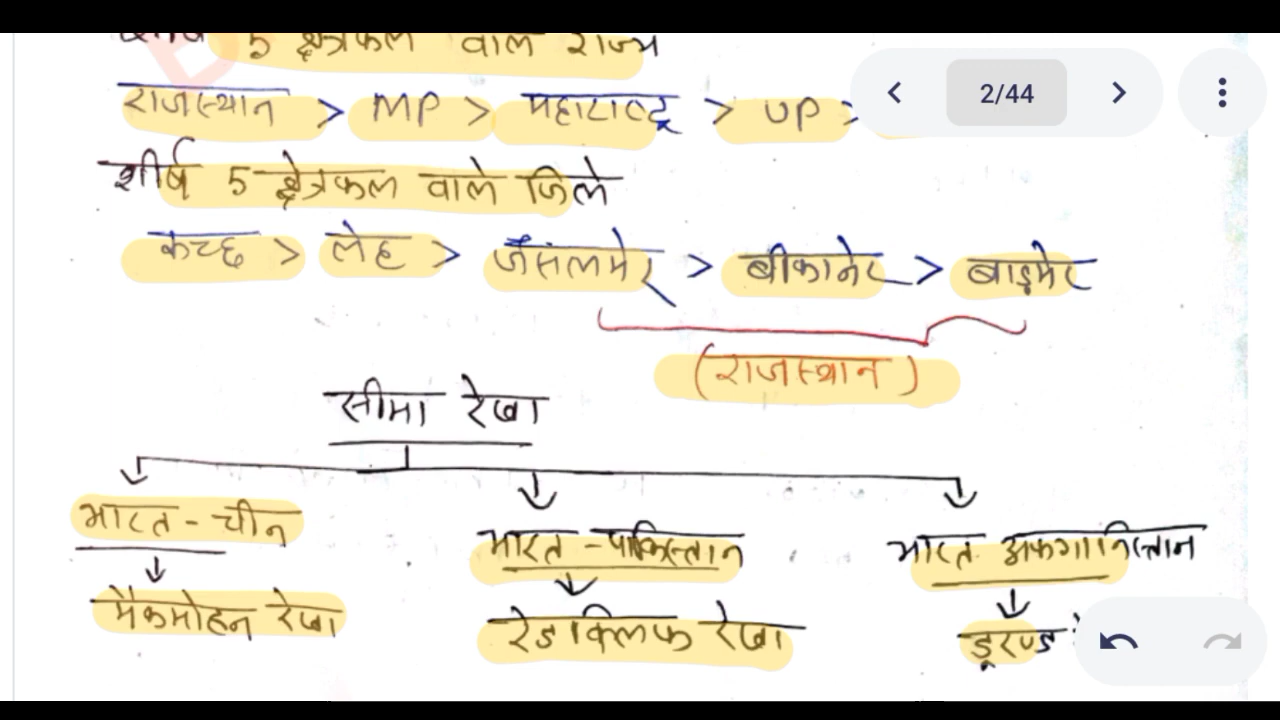 5 क्षेत्रफल वाले राज्य
2/44
राजस्थान > MP > महाराष्ट्र > UP >
शीर्ष 5 क्षेत्रफल वाले जिले
कच्छ > लेह > जैसलमेर > बीकानेर > बाड़मेर
(राजस्थान)
सीमा रेखा
भारत - चीन भारत - पाकिस्तान भारत अफगानिस्तान
मैकमोहन रेखा रेडक्लिफ रेखा डूरण्ड